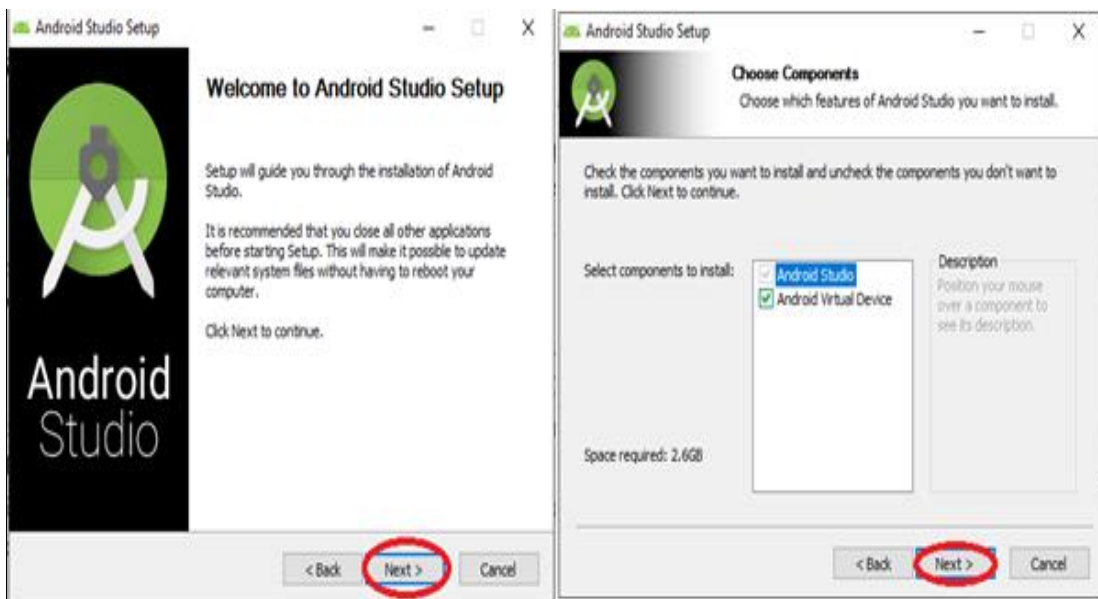 Android Studio Setup
Welcome to Android Studio Setup
Setup will guide you through the installation of Android
Studio.
It is recommended that you close all other applications
before starting Setup. This will make it possible to update
relevant system files without having to reboot your
computer.
Click Next to continue.
Android
Studio
< Back
Next >
Cancel
Android Studio Setup
Choose Components
Choose which features of Android Studio you want to install.
Check the components you want to install and uncheck the components you don't want to
install. Click Next to continue.
Select components to install:
Android Studio
Android Virtual Device
Description
Position your mouse
over a component to
see its description.
Space required: 2.6GB
< Back
Next >
Cancel